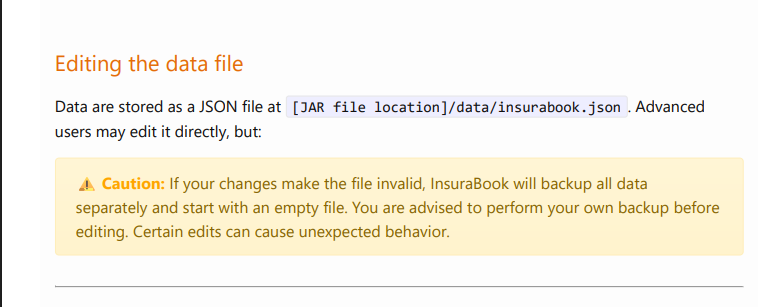 Editing the data file
Data are stored as a JSON file at [JAR file location]/data/insurabook.json. Advanced
users may edit it directly, but:
Caution: If your changes make the file invalid, InsuraBook will backup all data
separately and start with an empty file. You are advised to perform your own backup before
editing. Certain edits can cause unexpected behavior.